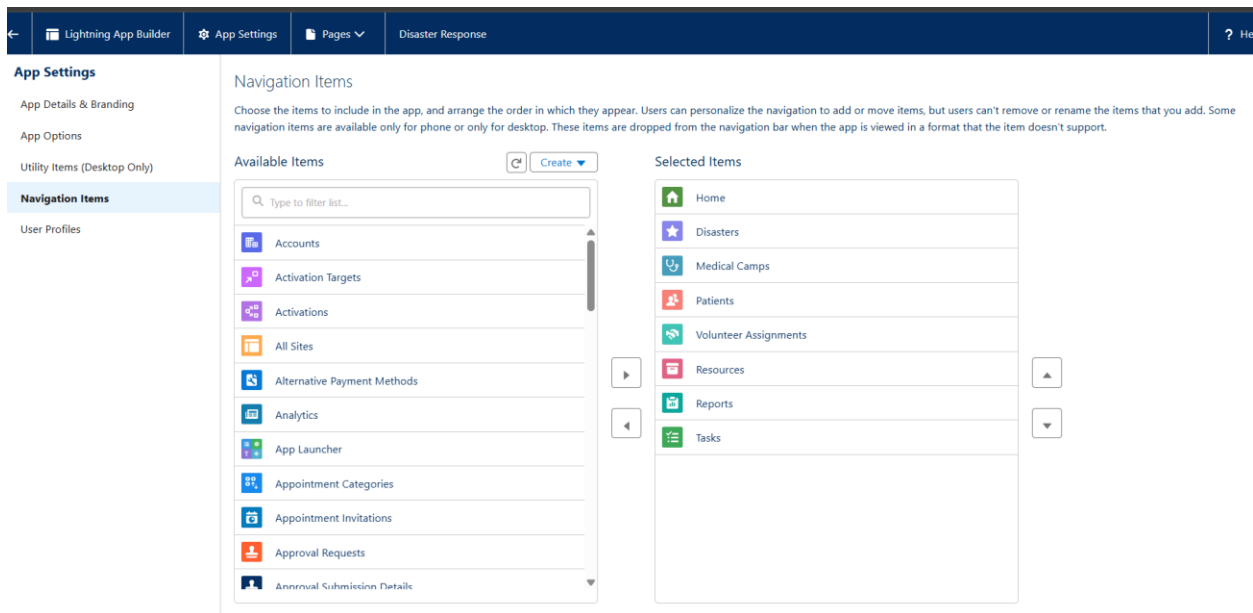 Lightning App Builder
App Settings
Pages
Disaster Response
? He
App Settings
App Details & Branding
App Options
Utility Items (Desktop Only)
Navigation Items
User Profiles
Navigation Items
Choose the items to include in the app, and arrange the order in which they appear. Users can personalize the navigation to add or move items, but users can't remove or rename the items that you add. Some
navigation items are available only for phone or only for desktop. These items are dropped from the navigation bar when the app is viewed in a format that the item doesn't support.
Available Items
Create
Type to filter list...
Accounts
Activation Targets
Activations
All Sites
Alternative Payment Methods
Analytics
App Launcher
Appointment Categories
Appointment Invitations
Approval Requests
Approval Submission Details
Selected Items
Home
Disasters
Medical Camps
Patients
Volunteer Assignments
Resources
Reports
Tasks